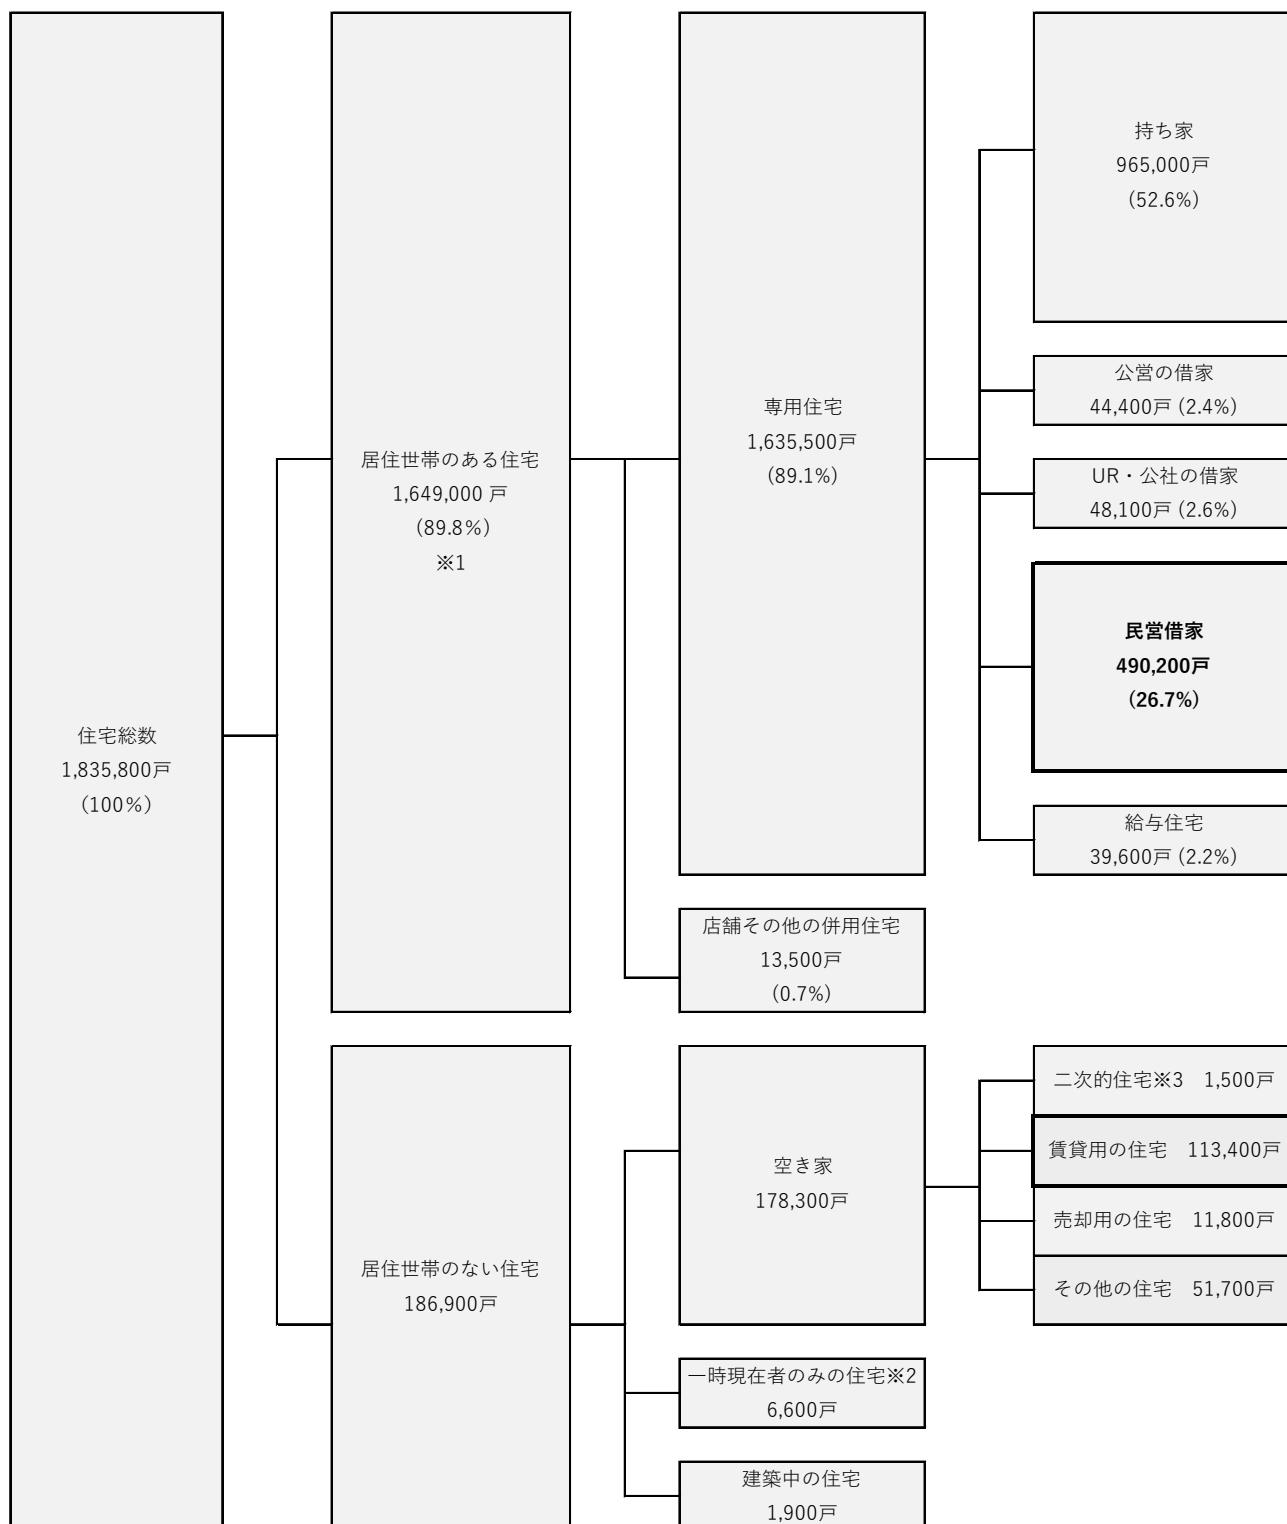 住宅総数
1,835,800戸
(100%)
居住世帯のある住宅
1,649,000 戸
(89.8%)
※1
専用住宅
1,635,500戸
(89.1%)
持ち家
965,000戸
(52.6%)
公営の借家
44,400戸 (2.4%)
UR・公社の借家
48,100戸 (2.6%)
民営借家
490,200戸
(26.7%)
給与住宅
39,600戸 (2.2%)
店舗その他の併用住宅
13,500戸
(0.7%)
居住世帯のない住宅
186,900戸
空き家
178,300戸
二次的住宅※3　1,500戸
賃貸用の住宅　113,400戸
売却用の住宅　11,800戸
その他の住宅　51,700戸
一時現在者のみの住宅※2
6,600戸
建築中の住宅
1,900戸